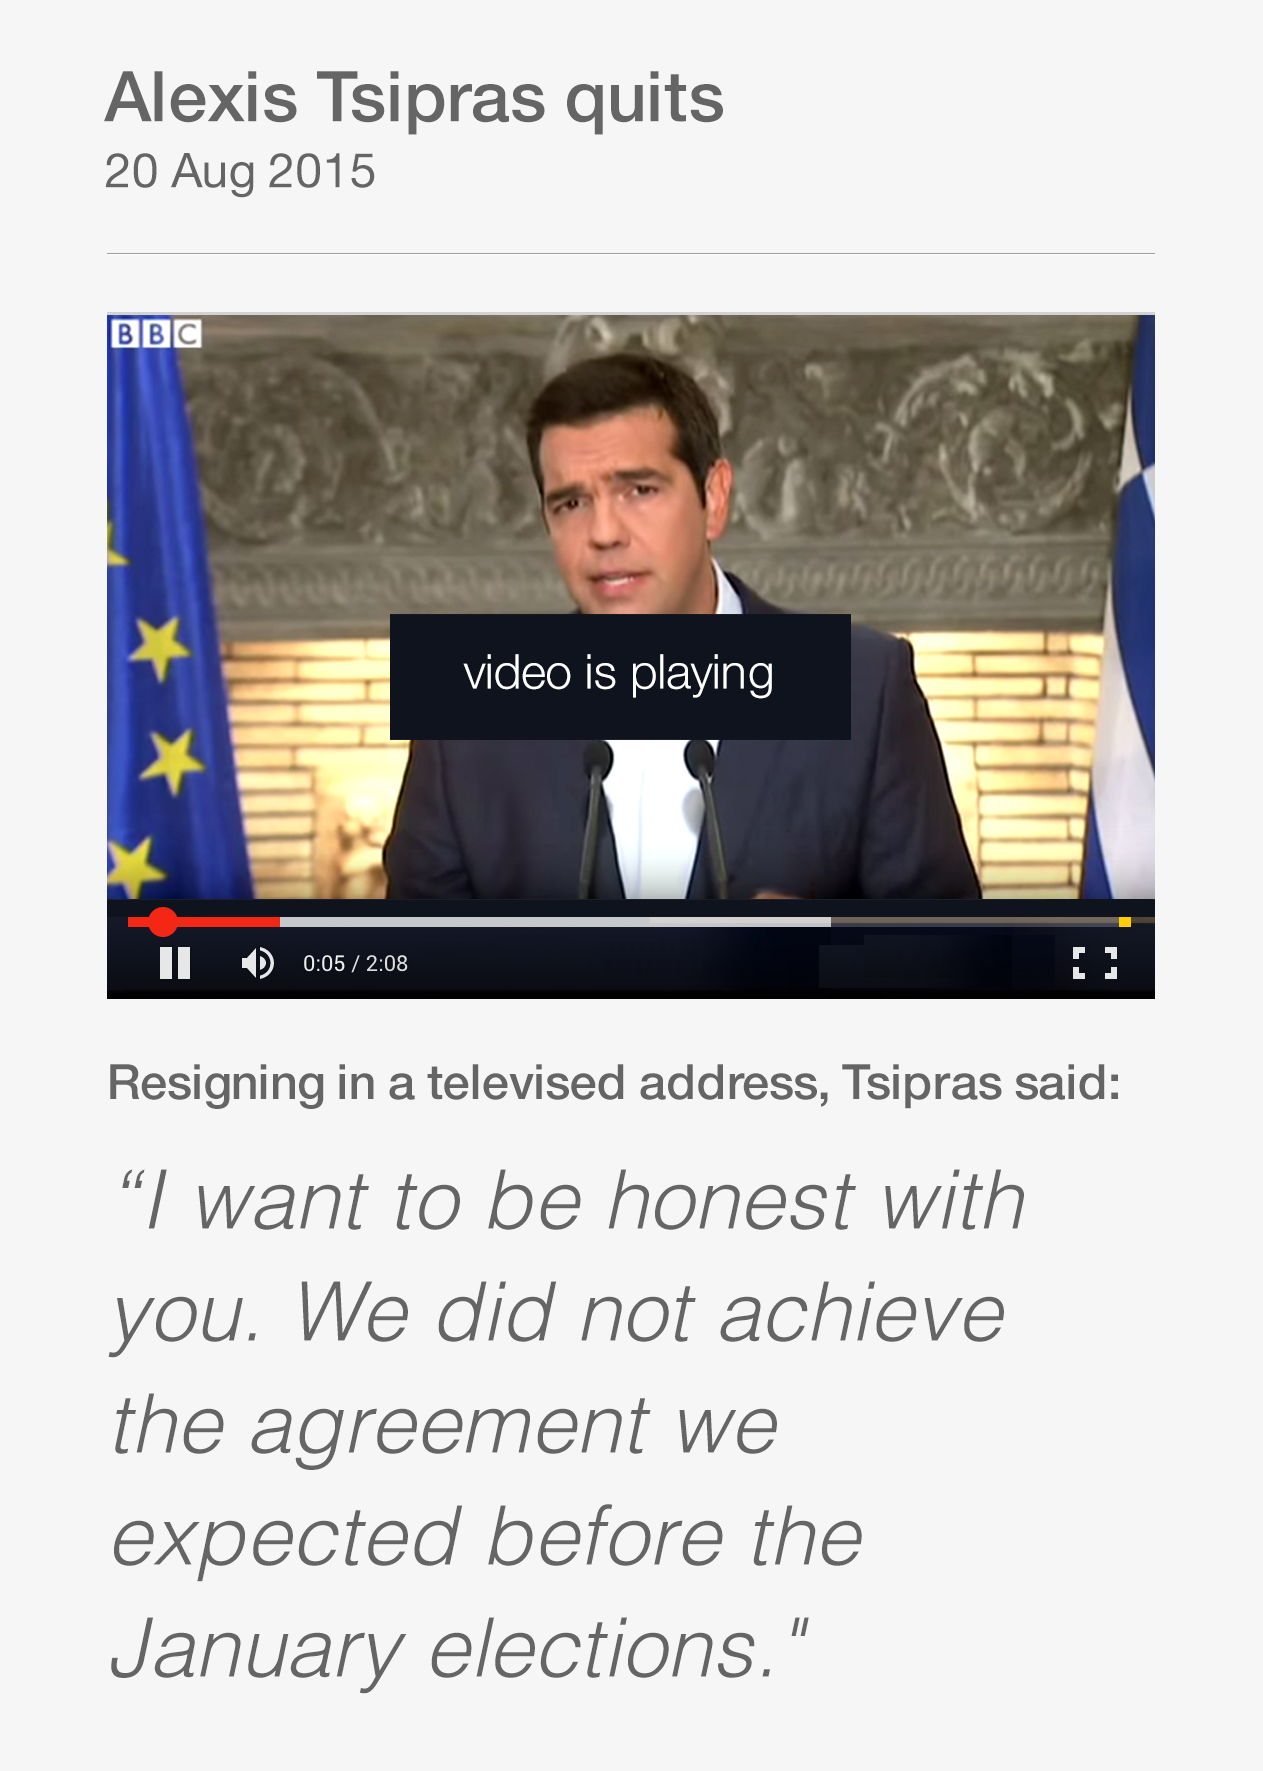 Alexis Tsipras quits
20 Aug 2015
BBC
video is playing
0:05 / 2:08
Resigning in a televised address, Tsipras said:
“I want to be honest with
you. We did not achieve
the agreement we
expected before the
January elections."